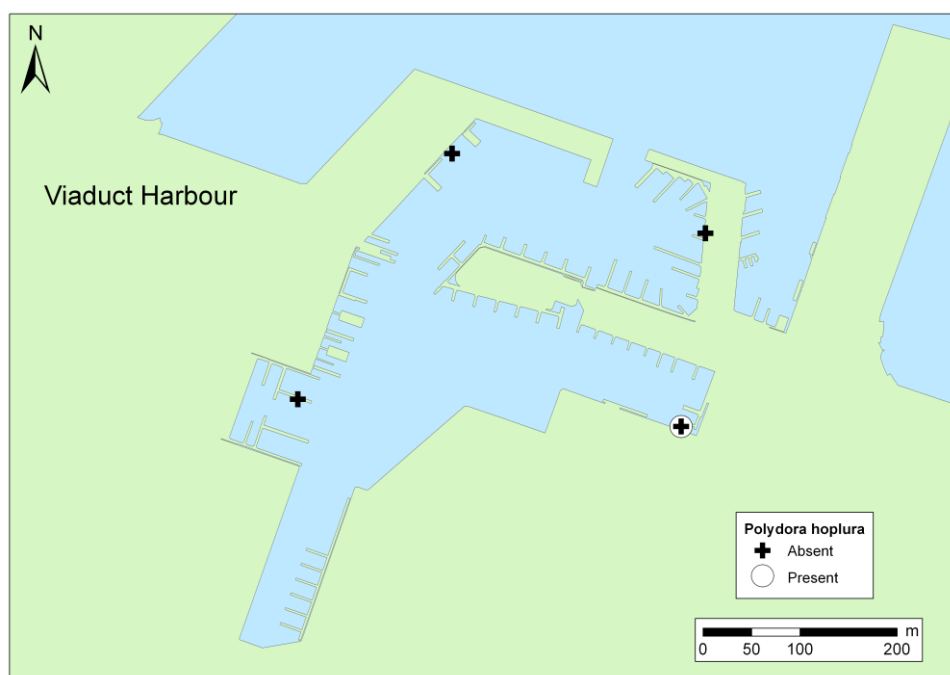 N
Viaduct Harbour
Polydora hoplura
Absent
Present
m
0 50 100 200